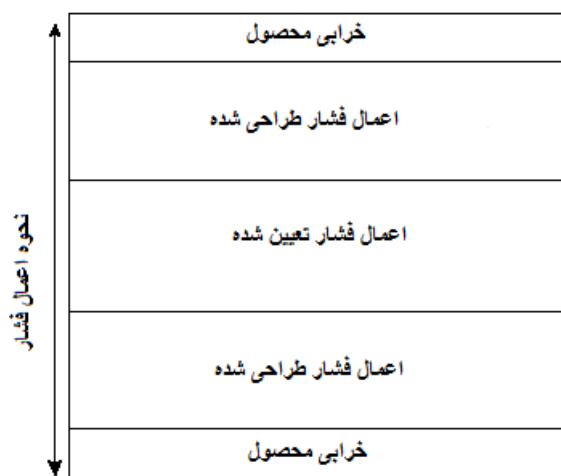 خرابی محصول
اعمال فشار طراحی شده
اعمال فشار تعیین شده
اعمال فشار طراحی شده
خرابی محصول
نحوه اعمال فشار